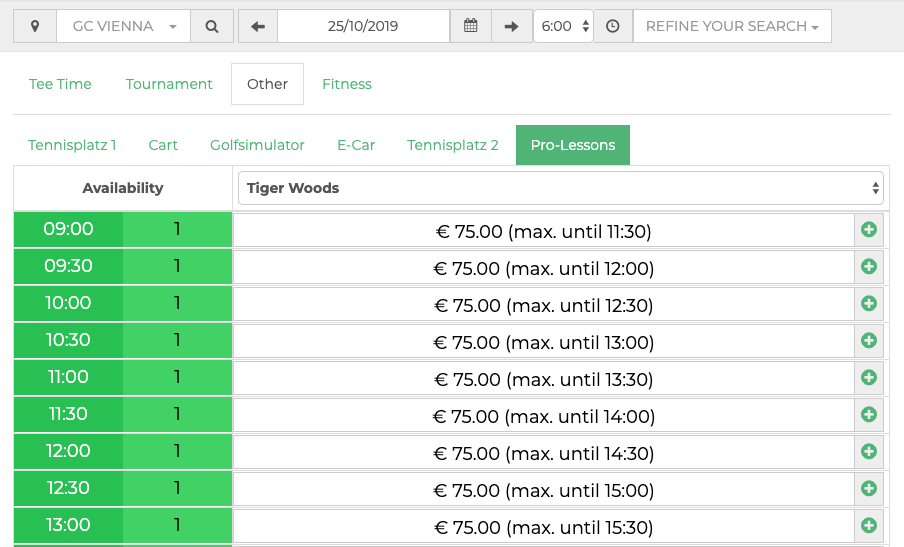 GC VIENNA 25/10/2019 6:00 REFINE YOUR SEARCH
Tee Time Tournament Other Fitness
Tennisplatz 1 Cart Golfsimulator E-Car Tennisplatz 2 Pro-Lessons
Availability Tiger Woods
09:00 1 € 75.00 (max. until 11:30)
09:30 1 € 75.00 (max. until 12:00)
10:00 1 € 75.00 (max. until 12:30)
10:30 1 € 75.00 (max. until 13:00)
11:00 1 € 75.00 (max. until 13:30)
11:30 1 € 75.00 (max. until 14:00)
12:00 1 € 75.00 (max. until 14:30)
12:30 1 € 75.00 (max. until 15:00)
13:00 1 € 75.00 (max. until 15:30)